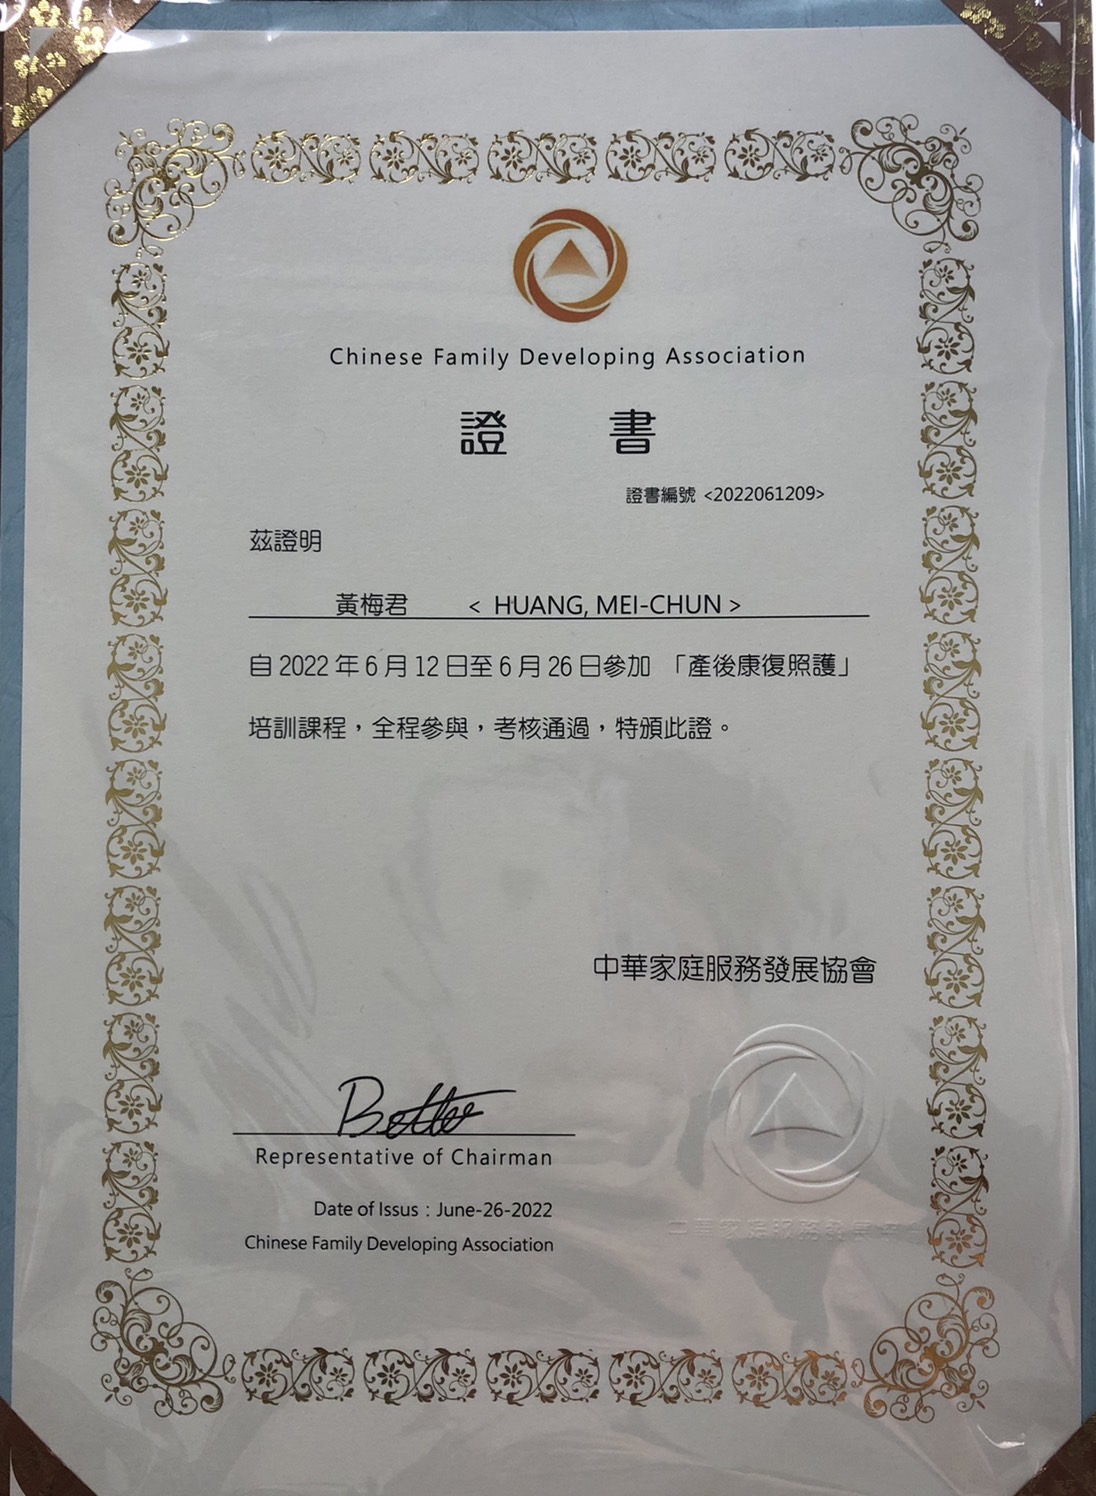 Chinese Family Developing Association
證 書
證書編號 <2022061209>
茲證明
黃梅君 < HUANG, MEI-CHUN >
自 2022 年 6 月 12 日至 6 月 26 日參加 「產後康復照護」
培訓課程，全程參與，考核通過，特頒此證。
中華家庭服務發展協會
Representative of Chairman
Date of Issus : June-26-2022
Chinese Family Developing Association